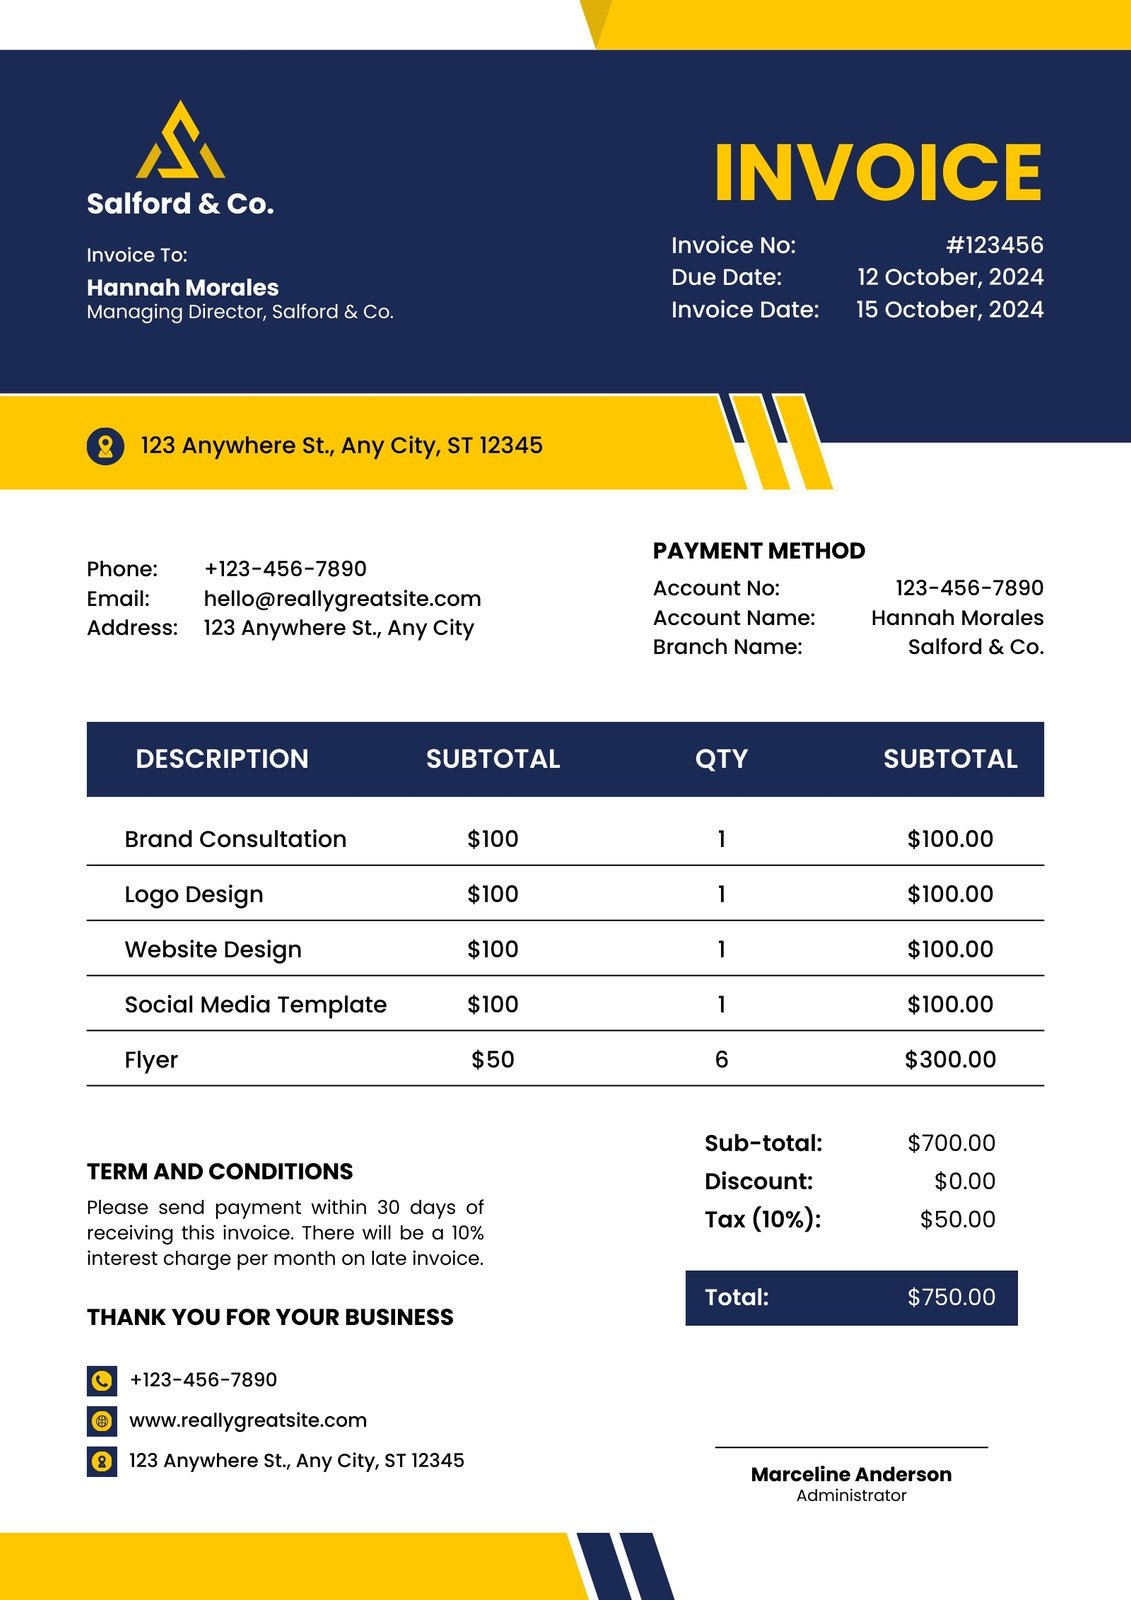 Salford & Co.
INVOICE
Invoice To:
Hannah Morales
Managing Director, Salford & Co.
Invoice No: #123456
Due Date: 12 October, 2024
Invoice Date: 15 October, 2024
123 Anywhere St., Any City, ST 12345
Phone: +123-456-7890
Email: hello@reallygreatsite.com
Address: 123 Anywhere St., Any City
PAYMENT METHOD
Account No: 123-456-7890
Account Name: Hannah Morales
Branch Name: Salford & Co.
DESCRIPTION SUBTOTAL QTY SUBTOTAL
Brand Consultation $100 1 $100.00
Logo Design $100 1 $100.00
Website Design $100 1 $100.00
Social Media Template $100 1 $100.00
Flyer $50 6 $300.00
Sub-total: $700.00
Discount: $0.00
Tax (10%): $50.00
Total: $750.00
TERM AND CONDITIONS
Please send payment within 30 days of
receiving this invoice. There will be a 10%
interest charge per month on late invoice.
THANK YOU FOR YOUR BUSINESS
+123-456-7890
www.reallygreatsite.com
123 Anywhere St., Any City, ST 12345
Marceline Anderson
Administrator